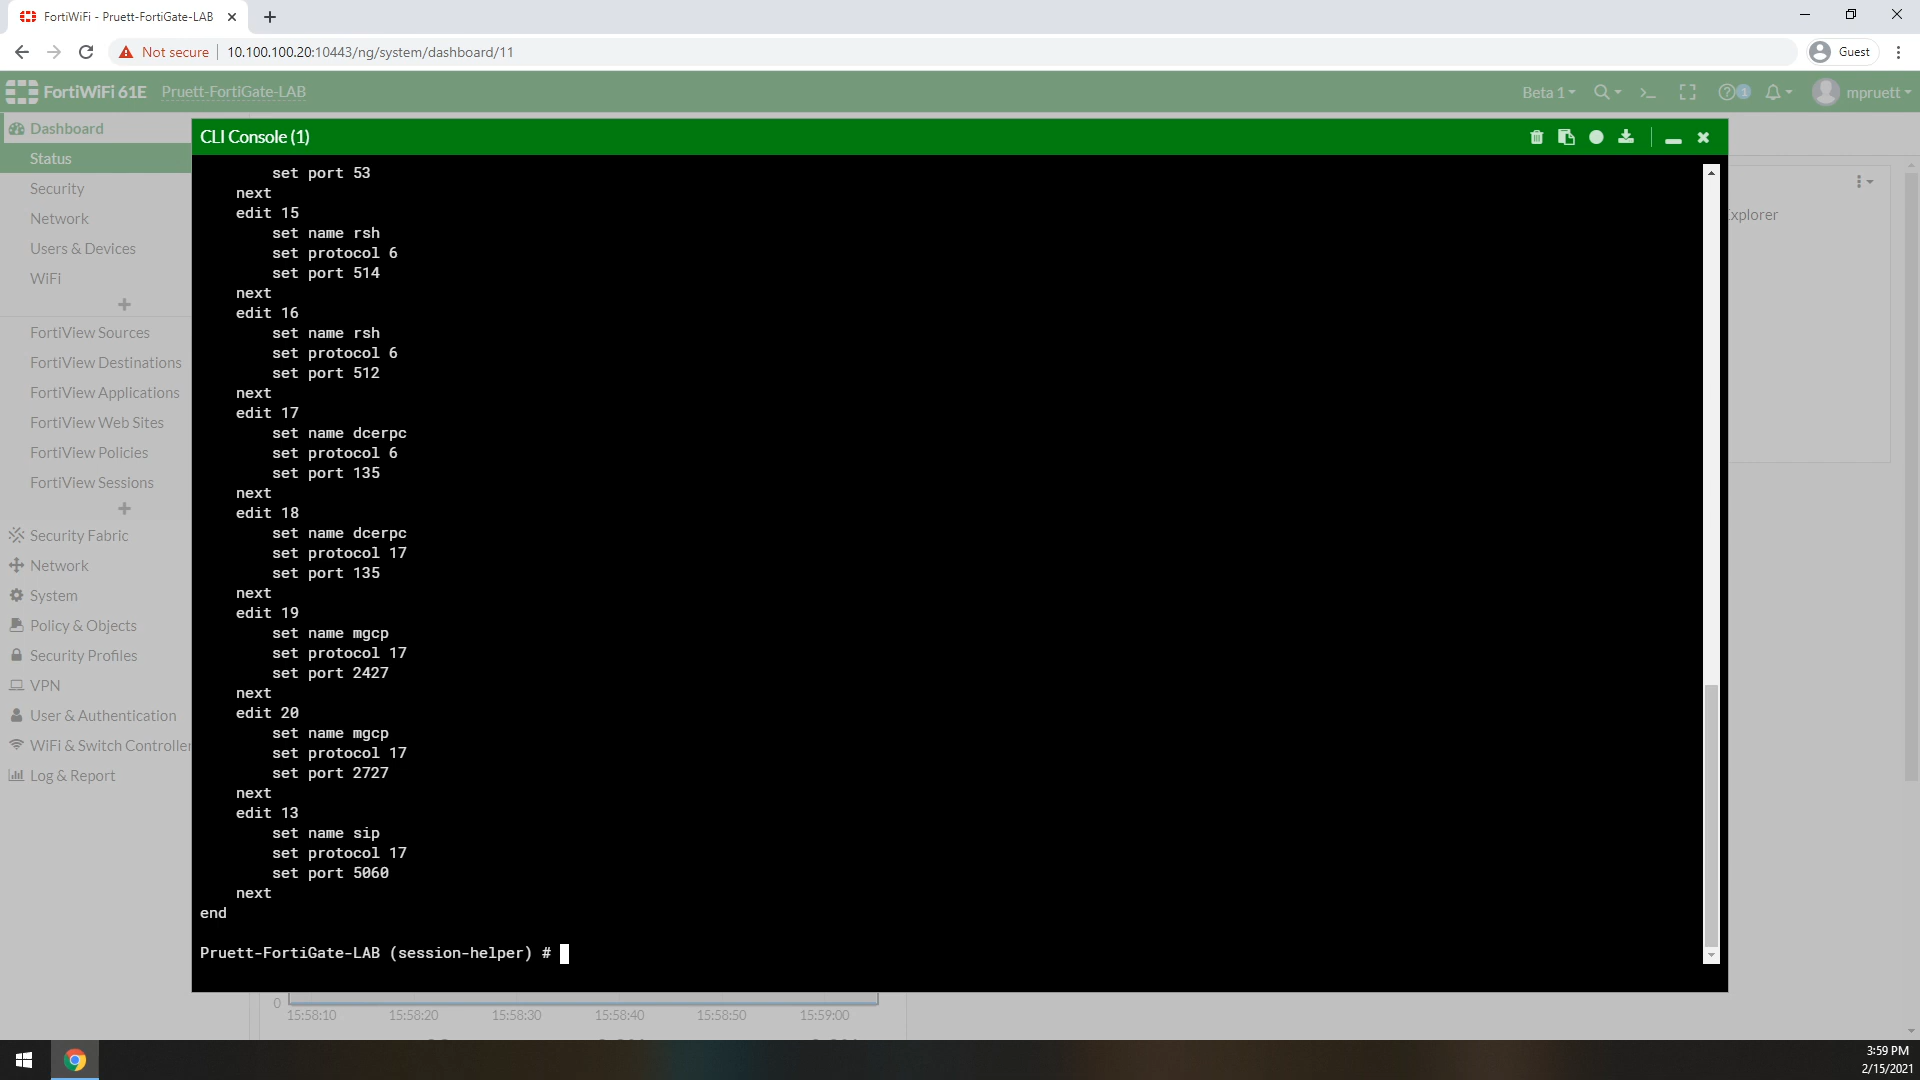 FortiWiFi - Pruett-FortiGate-LAB
Not secure
10.100.100.20:10443/ng/system/dashboard/11
Guest
FortiWiFi 61E
Pruett-FortiGate-LAB
Beta 1
1
mpruett
Dashboard
Status
Security
Network
Users & Devices
WiFi
FortiView Sources
FortiView Destinations
FortiView Applications
FortiView Web Sites
FortiView Policies
FortiView Sessions
Security Fabric
Network
System
Policy & Objects
Security Profiles
VPN
User & Authentication
WiFi & Switch Controller
Log & Report
CLI Console (1)
set port 53
next
edit 15
set name rsh
set protocol 6
set port 514
next
edit 16
set name rsh
set protocol 6
set port 512
next
edit 17
set name dcerpc
set protocol 6
set port 135
next
edit 18
set name dcerpc
set protocol 17
set port 135
next
edit 19
set name mgcp
set protocol 17
set port 2427
next
edit 20
set name mgcp
set protocol 17
set port 2727
next
edit 13
set name sip
set protocol 17
set port 5060
next
end
Pruett-FortiGate-LAB (session-helper) #
xplorer
0
15:58:10 15:58:20 15:58:30 15:58:40 15:58:50 15:59:00
3:59 PM
2/15/2021